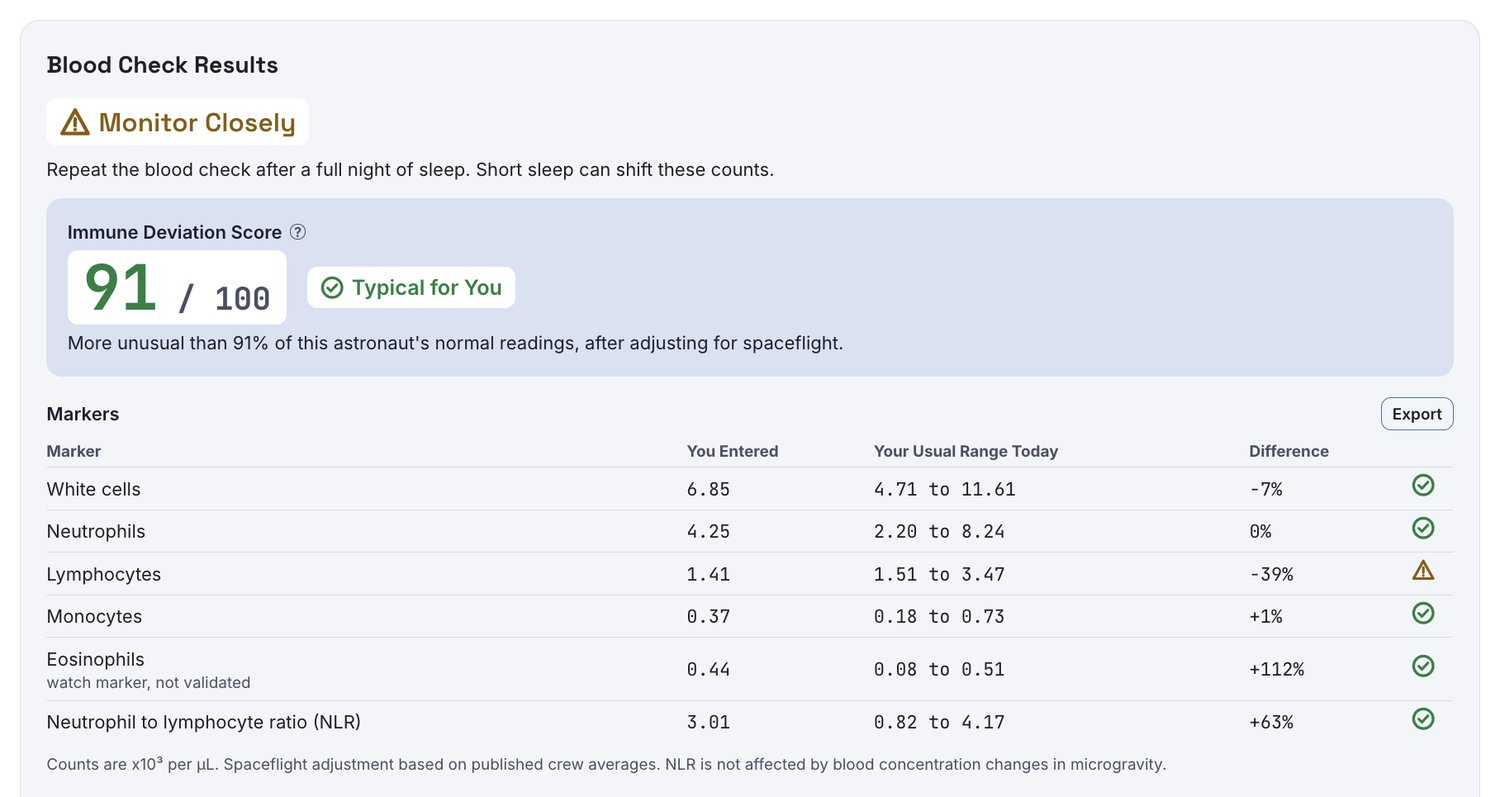 Blood Check Results
Monitor Closely
Repeat the blood check after a full night of sleep. Short sleep can shift these counts.
Immune Deviation Score ?
91 / 100
Typical for You
More unusual than 91% of this astronaut's normal readings, after adjusting for spaceflight.
Markers
Export
Marker You Entered Your Usual Range Today Difference
White cells 6.85 4.71 to 11.61 -7%
Neutrophils 4.25 2.20 to 8.24 0%
Lymphocytes 1.41 1.51 to 3.47 -39%
Monocytes 0.37 0.18 to 0.73 +1%
Eosinophils 0.44 0.08 to 0.51 +112%
watch marker, not validated
Neutrophil to lymphocyte ratio (NLR) 3.01 0.82 to 4.17 +63%
Counts are x10³ per µL. Spaceflight adjustment based on published crew averages. NLR is not affected by blood concentration changes in microgravity.